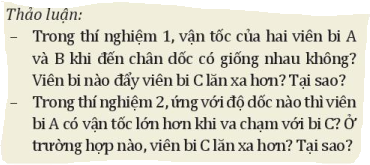 Thảo luận:
– Trong thí nghiệm 1, vận tốc của hai viên bi A
và B khi đến chân dốc có giống nhau không?
Viên bi nào đẩy viên bi C lăn xa hơn? Tại sao?
– Trong thí nghiệm 2, ứng với độ dốc nào thì viên
bi A có vận tốc lớn hơn khi va chạm với bi C? Ở
trường hợp nào, viên bi C lăn xa hơn? Tại sao?